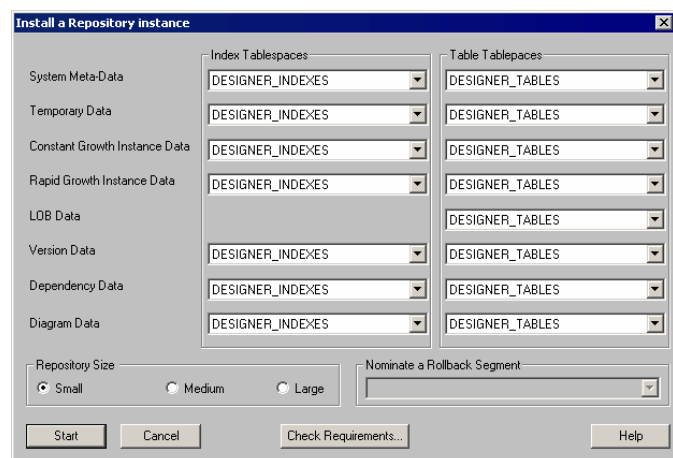 Install a Repository instance
Index Tablespaces Table Tablepaces
System Meta-Data DESIGNER_INDEXES DESIGNER_TABLES
Temporary Data DESIGNER_INDEXES DESIGNER_TABLES
Constant Growth Instance Data DESIGNER_INDEXES DESIGNER_TABLES
Rapid Growth Instance Data DESIGNER_INDEXES DESIGNER_TABLES
LOB Data DESIGNER_TABLES
Version Data DESIGNER_INDEXES DESIGNER_TABLES
Dependency Data DESIGNER_INDEXES DESIGNER_TABLES
Diagram Data DESIGNER_INDEXES DESIGNER_TABLES
Repository Size Nominate a Rollback Segment
Small Medium Large
Start Cancel Check Requirements... Help